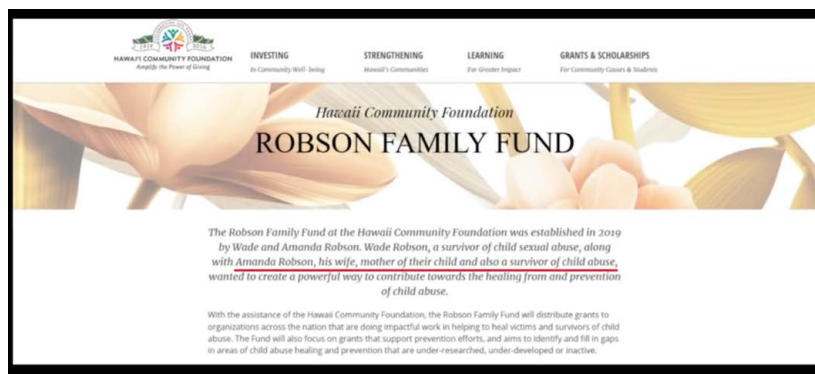 HAWAI'I COMMUNITY FOUNDATION
Amplify the Power of Giving
INVESTING
In Community Well-being
STRENGTHENING
Hawaii's Communities
LEARNING
For Greater Impact
GRANTS & SCHOLARSHIPS
For Community Causes & Students
Hawaii Community Foundation
ROBSON FAMILY FUND
The Robson Family Fund at the Hawaii Community Foundation was established in 2019
by Wade and Amanda Robson. Wade Robson, a survivor of child sexual abuse, along
with Amanda Robson, his wife, mother of their child and also a survivor of child abuse,
wanted to create a powerful way to contribute towards the healing from and prevention
of child abuse.
With the assistance of the Hawaii Community Foundation, the Robson Family Fund will distribute grants to
organizations across the nation that are doing impactful work in helping to heal victims and survivors of child
abuse. The Fund will also focus on grants that support prevention efforts, and aims to identify and fill in gaps
in areas of child abuse healing and prevention that are under-researched, under-developed or inactive.